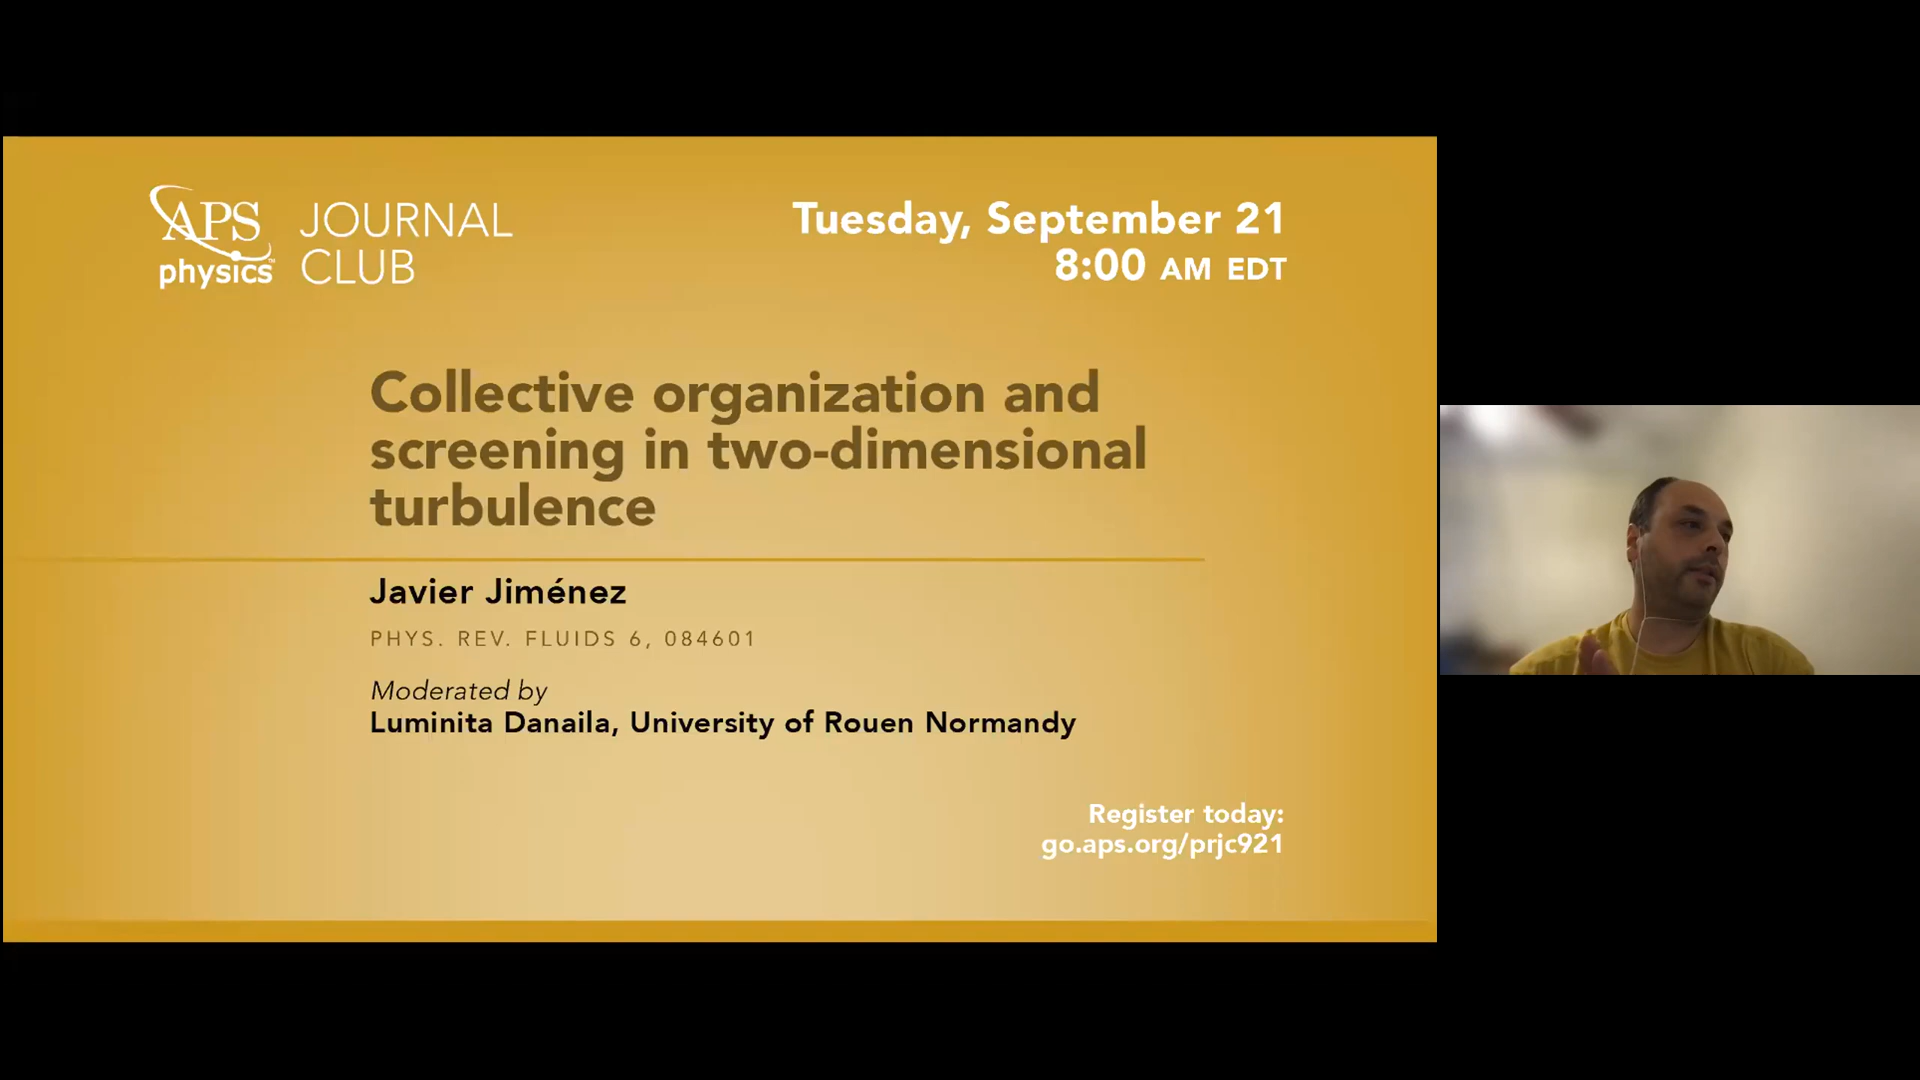 APS
physics™
JOURNAL
CLUB
Tuesday, September 21
8:00 AM EDT
Collective organization and
screening in two-dimensional
turbulence
Javier Jiménez
PHYS. REV. FLUIDS 6, 084601
Moderated by
Luminita Danaila, University of Rouen Normandy
Register today:
go.aps.org/prjc921